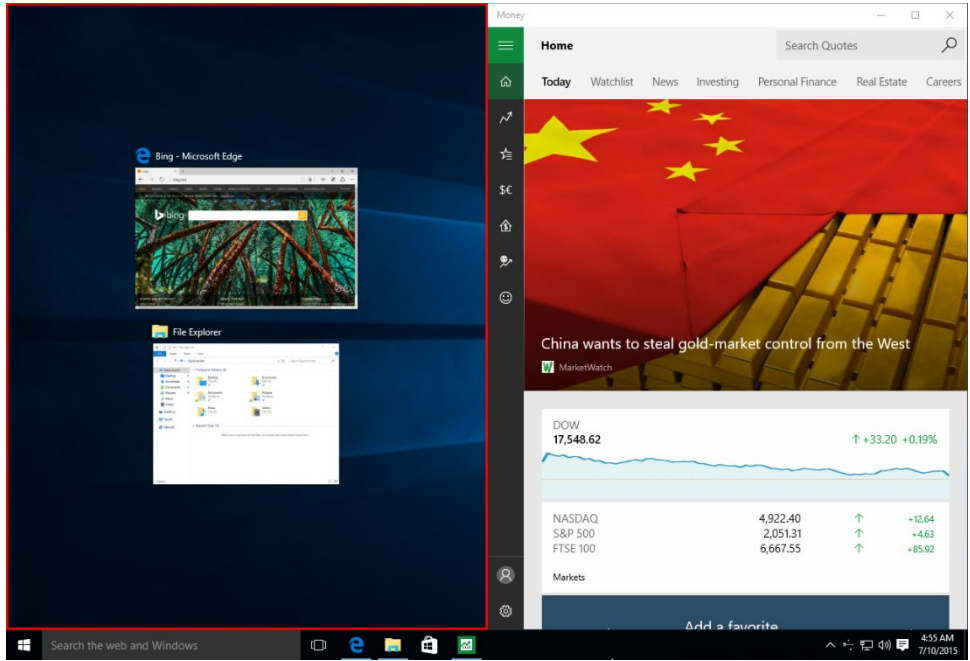 Bing - Microsoft Edge
bing
File Explorer
Money
Home
Search Quotes
Today Watchlist News Investing Personal Finance Real Estate Careers
$€
China wants to steal gold-market control from the West
W MarketWatch
DOW
17,548.62 ↑ +33.20 +0.19%
NASDAQ 4,922.40 ↑ +12.64
S&P 500 2,051.31 ↑ +4.63
FTSE 100 6,667.55 ↑ +85.92
Markets
Add a favorite
Search the web and Windows
4:55 AM
7/10/2015